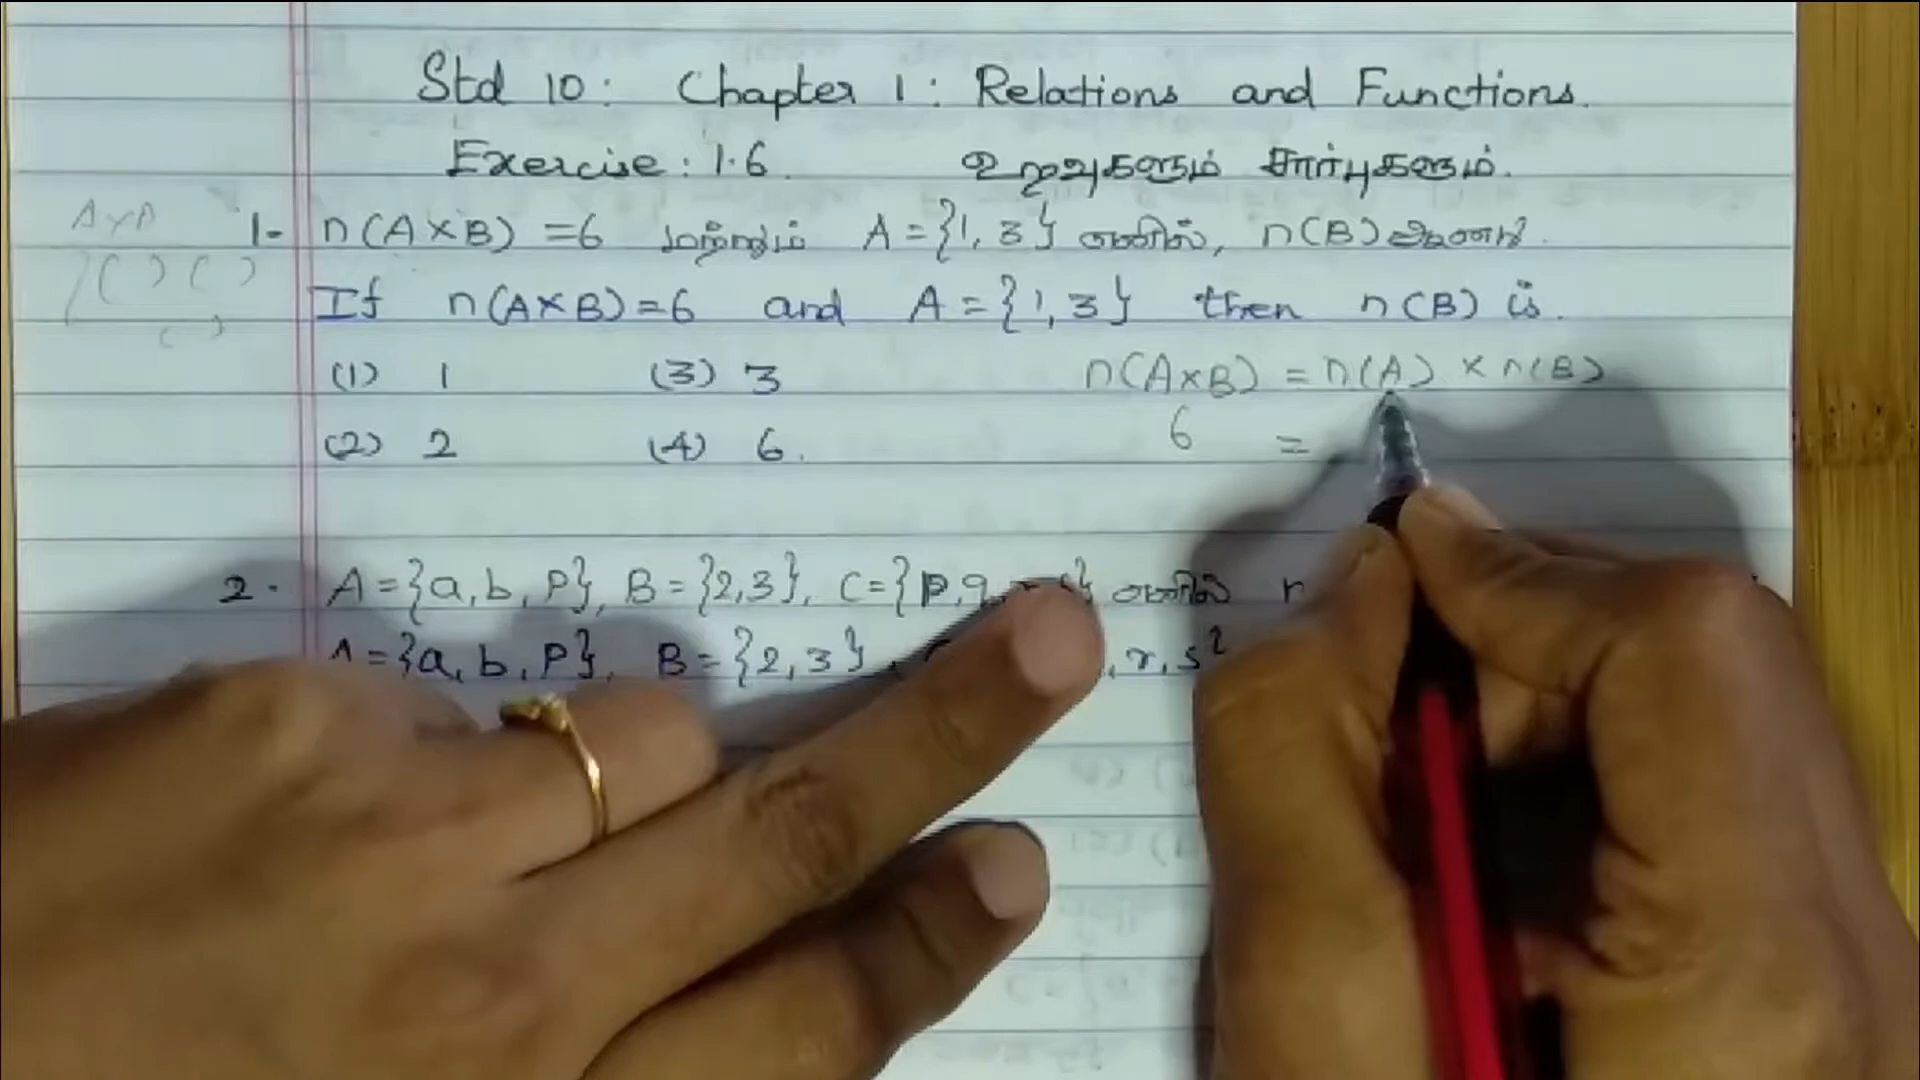 Std 10: Chapter 1: Relations and Functions.
Exercise: 1.6. உறவுகளும் சார்புகளும்.
1- n(A×B) =6 மற்றும் A={1, 3} எனில், n(B) ஆனது.
If n(A×B)=6 and A={1,3} then n(B) is.
(1) 1 (3) 3
(2) 2 (4) 6.
n(A×B) = n(A) × n(B)
6 =
2. A={a,b,p}, B={2,3}, C={p,q எனில்
A={a,b,p}, B={2,3}, r,s